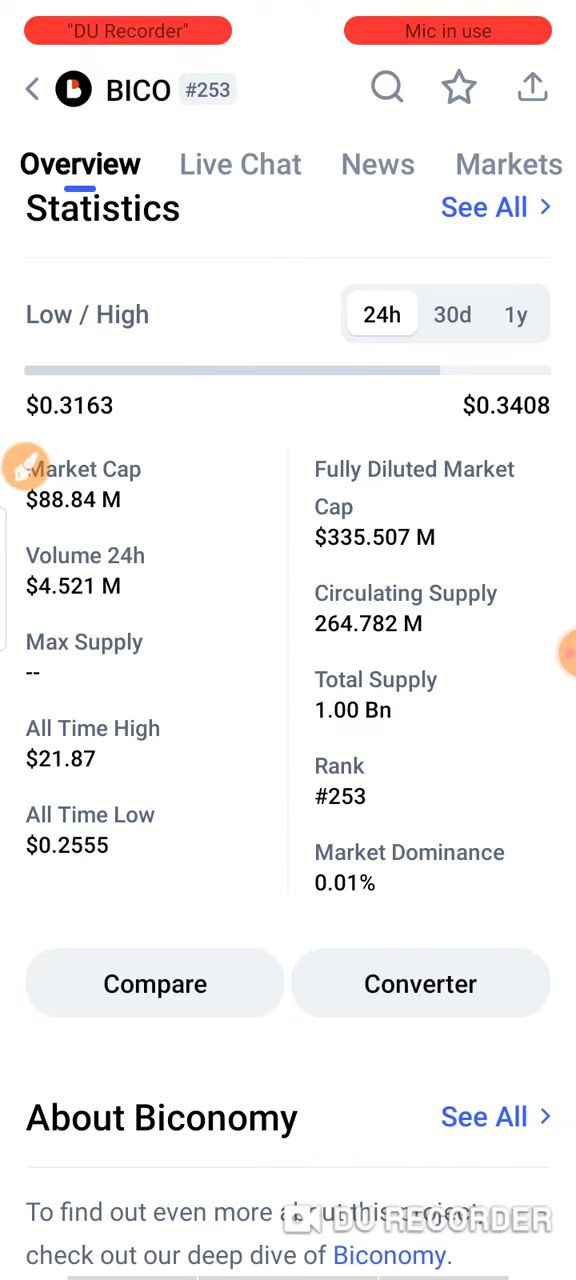 "DU Recorder" Mic in use
BICO #253
Overview Live Chat News Markets
Statistics See All
Low / High 24h 30d 1y
$0.3163 $0.3408
Market Cap
$88.84 M
Volume 24h
$4.521 M
Max Supply
--
All Time High
$21.87
All Time Low
$0.2555
Fully Diluted Market
Cap
$335.507 M
Circulating Supply
264.782 M
Total Supply
1.00 Bn
Rank
#253
Market Dominance
0.01%
Compare Converter
About Biconomy See All
To find out even more about this project,
DU RECORDER
check out our deep dive of Biconomy.